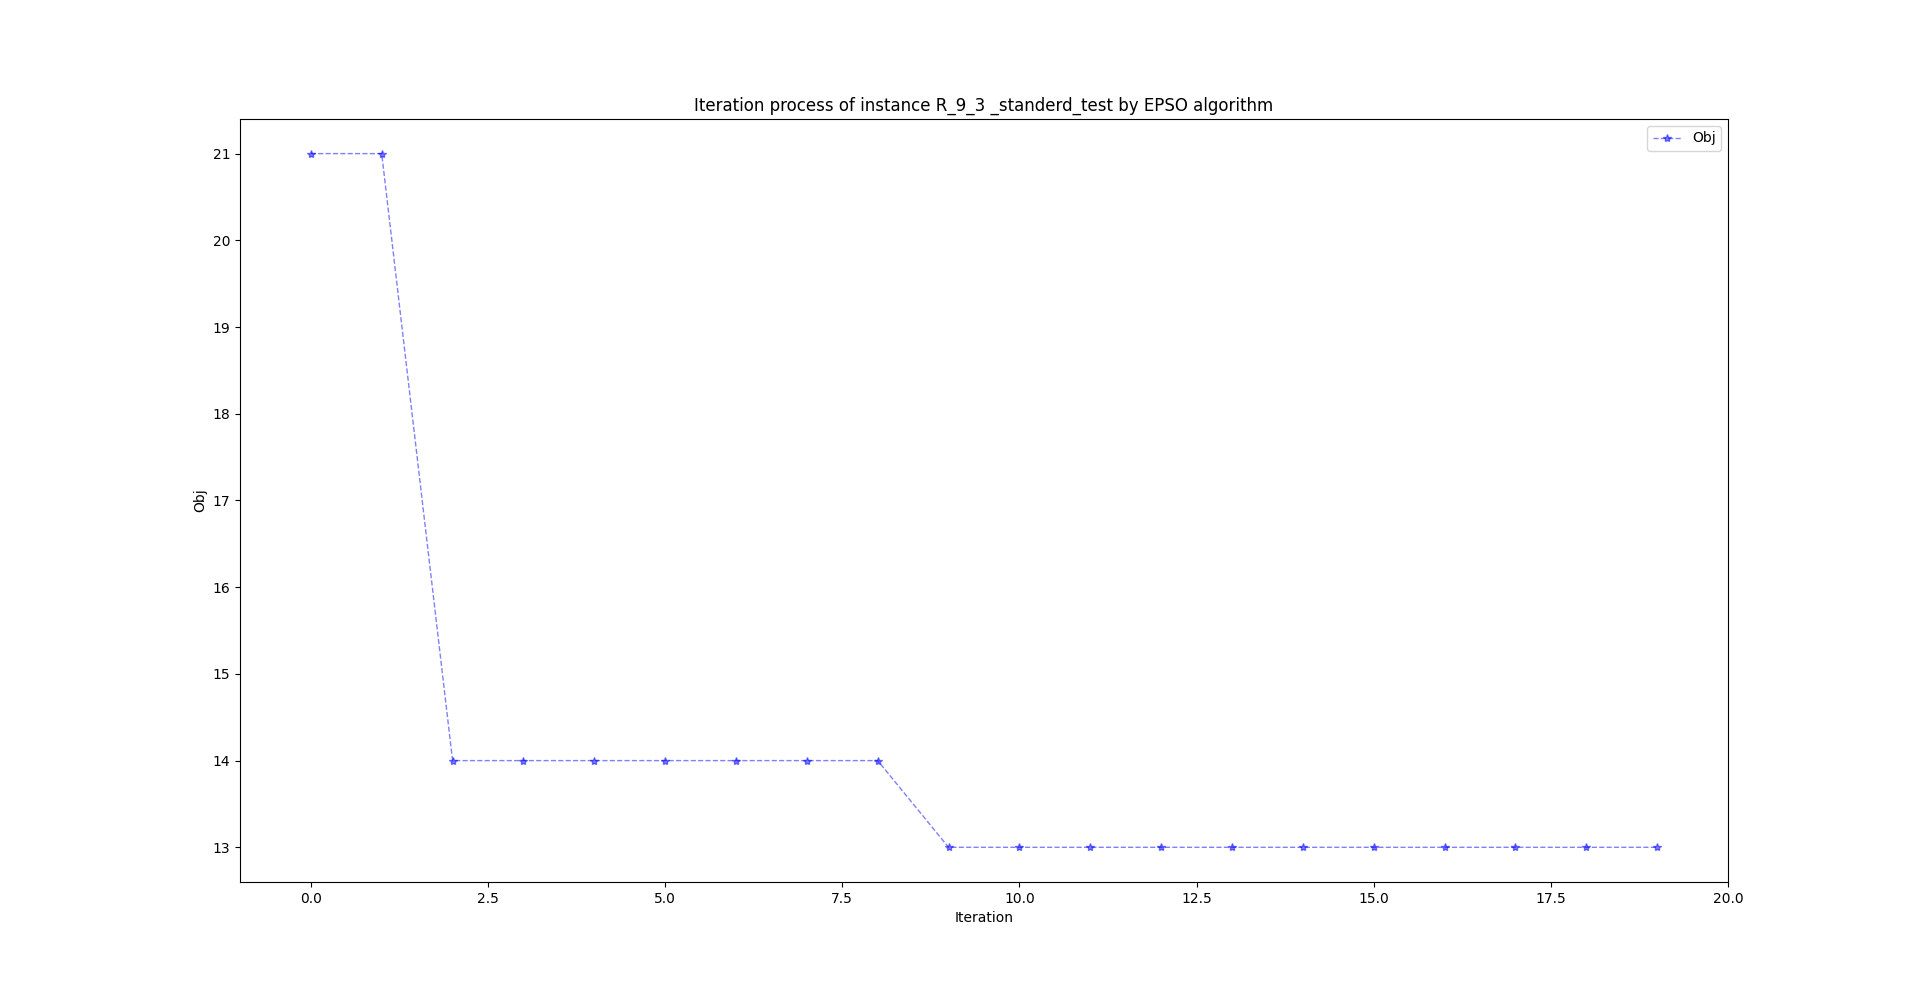 Iteration process of instance R_9_3 _standerd_test by EPSO algorithm
Obj
21
20
19
18
17
16
15
14
13
Obj
0.0 2.5 5.0 7.5 10.0 12.5 15.0 17.5 20.0
Iteration